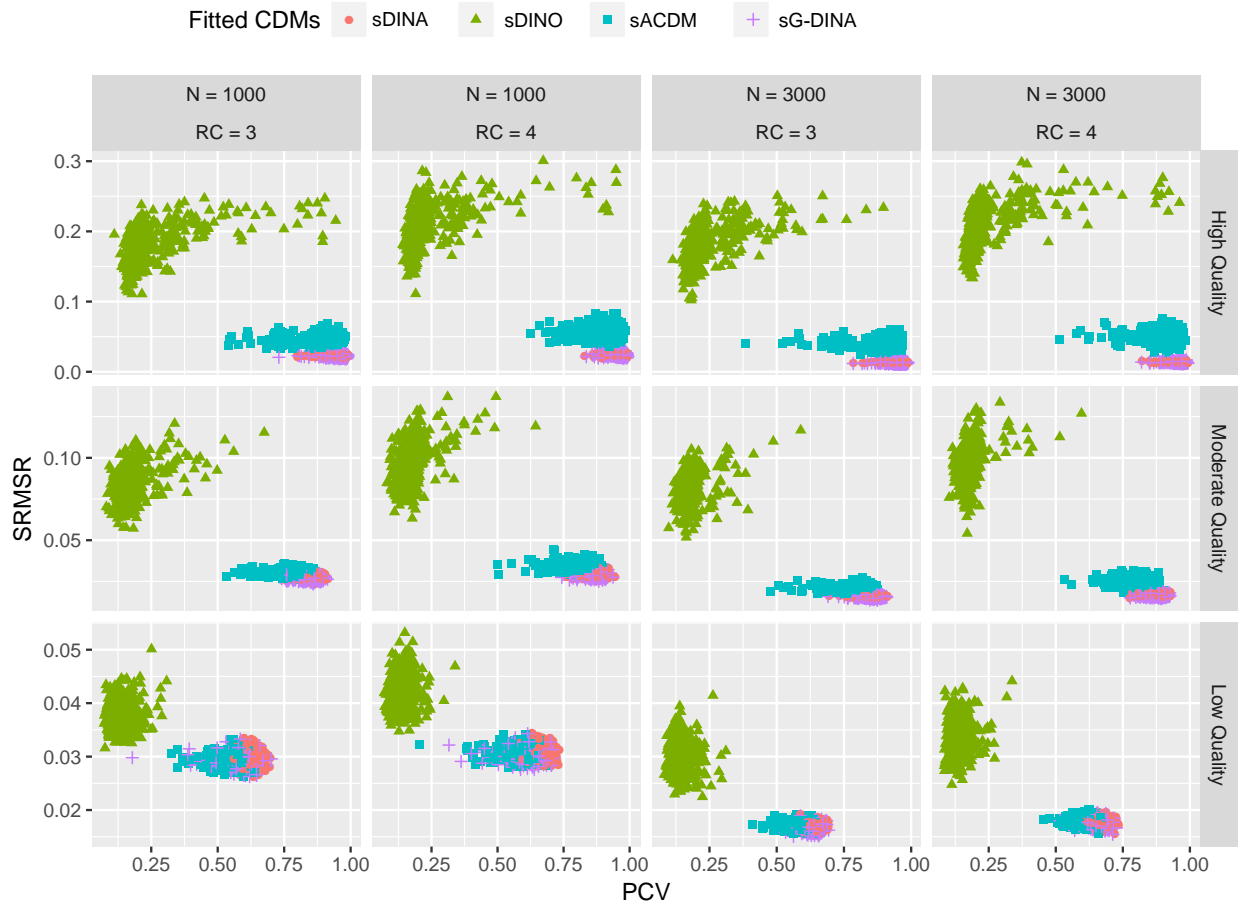 Fitted CDMs sDINA sDINO sACDM sG-DINA
N = 1000 N = 1000 N = 3000 N = 3000
RC = 3 RC = 4 RC = 3 RC = 4
0.3
0.2
0.1
0.0
High Quality
0.10
0.05
Moderate Quality
SRMSR
0.05
0.04
0.03
0.02
Low Quality
0.25 0.50 0.75 1.00 0.25 0.50 0.75 1.00 0.25 0.50 0.75 1.00 0.25 0.50 0.75 1.00
PCV